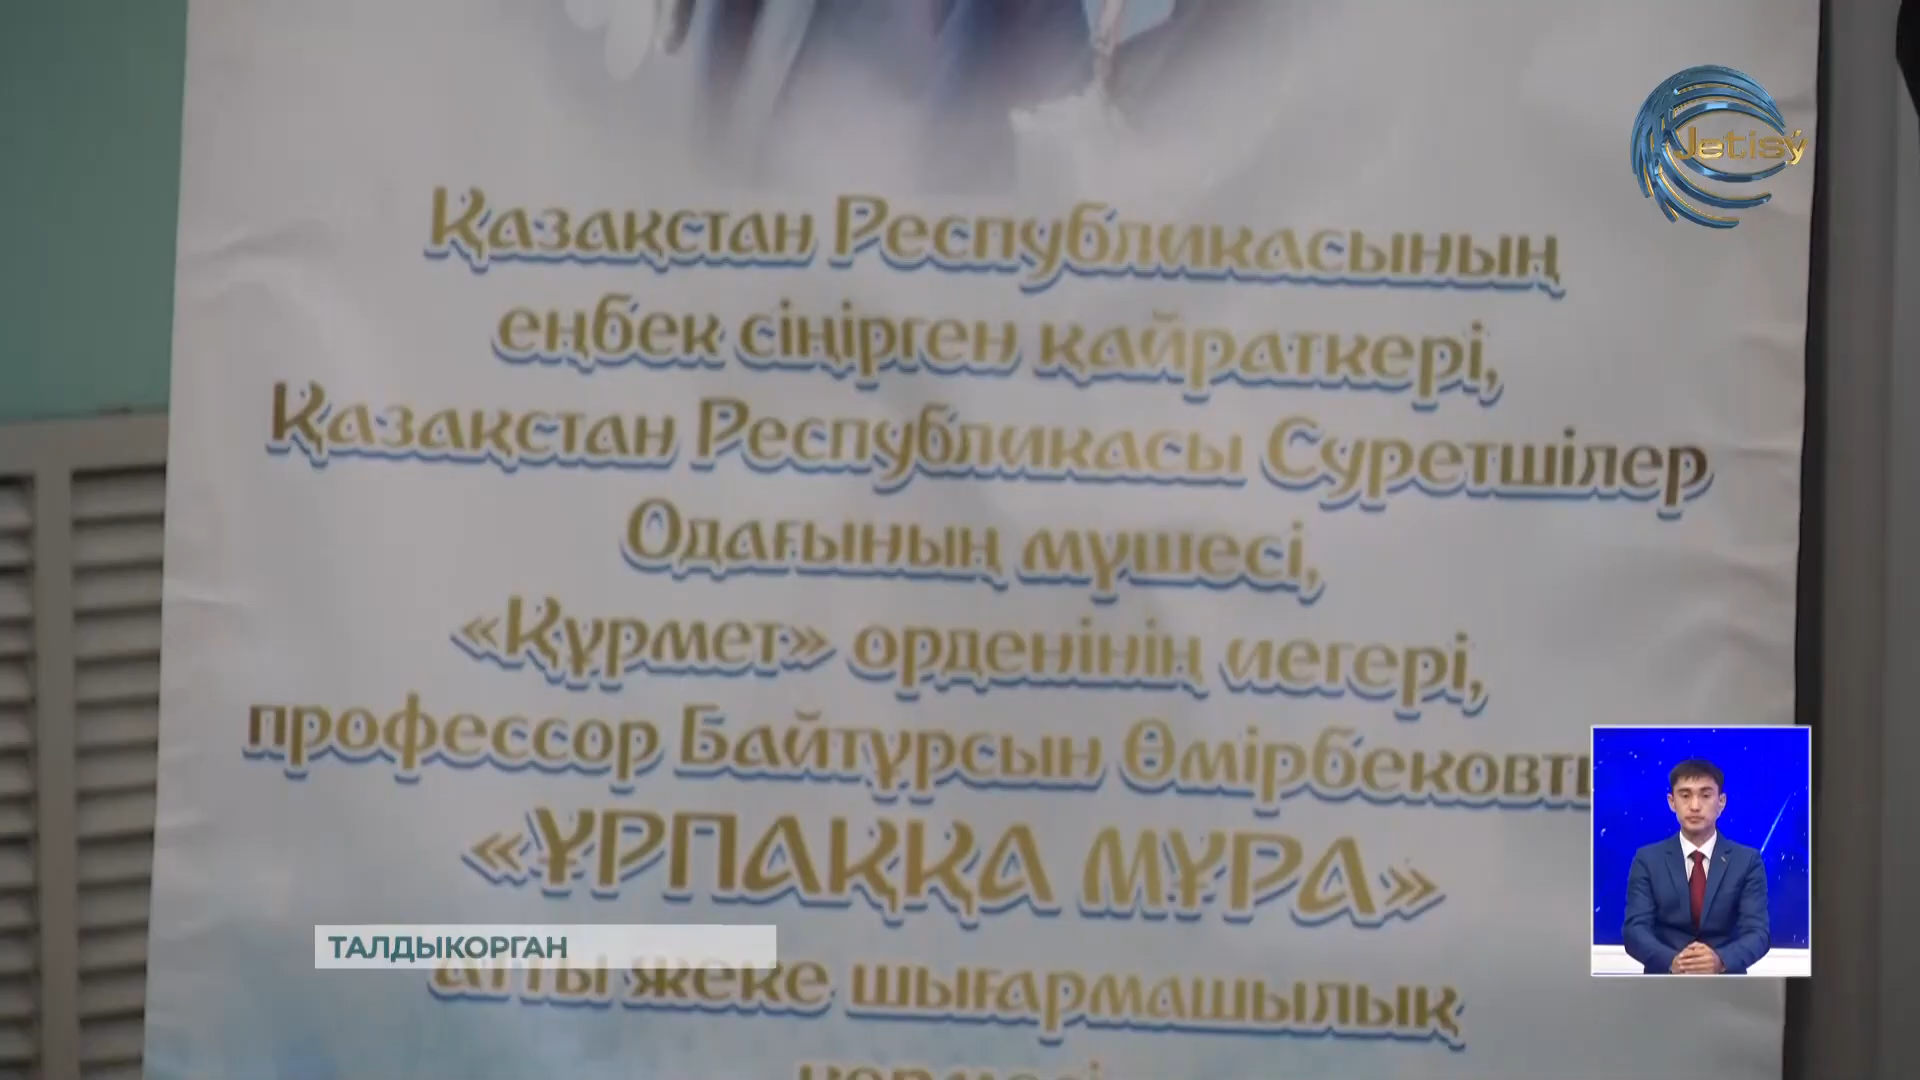 Jetisý
Қазақстан Республикасының
еңбек сіңірген қайраткері,
Қазақстан Республикасы Суретшілер
Одағының мүшесі,
«Құрмет» орденінің иегері,
профессор Байтұрсын Өмірбековт
«ҰРПАҚҚА МҰРА»
ТАЛДЫКОРГАН
атты жеке шығармашылық